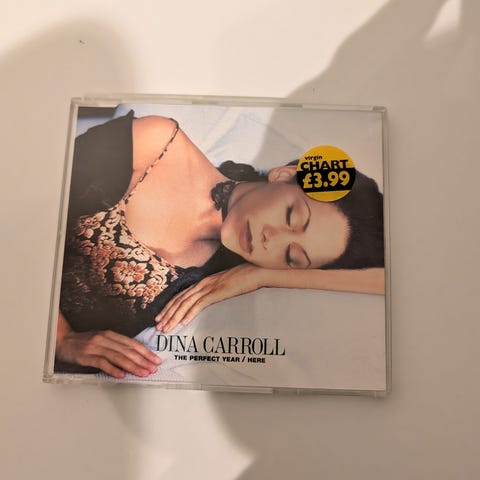 virgin
CHART
£3.99
DINA CARROLL
THE PERFECT YEAR / HERE